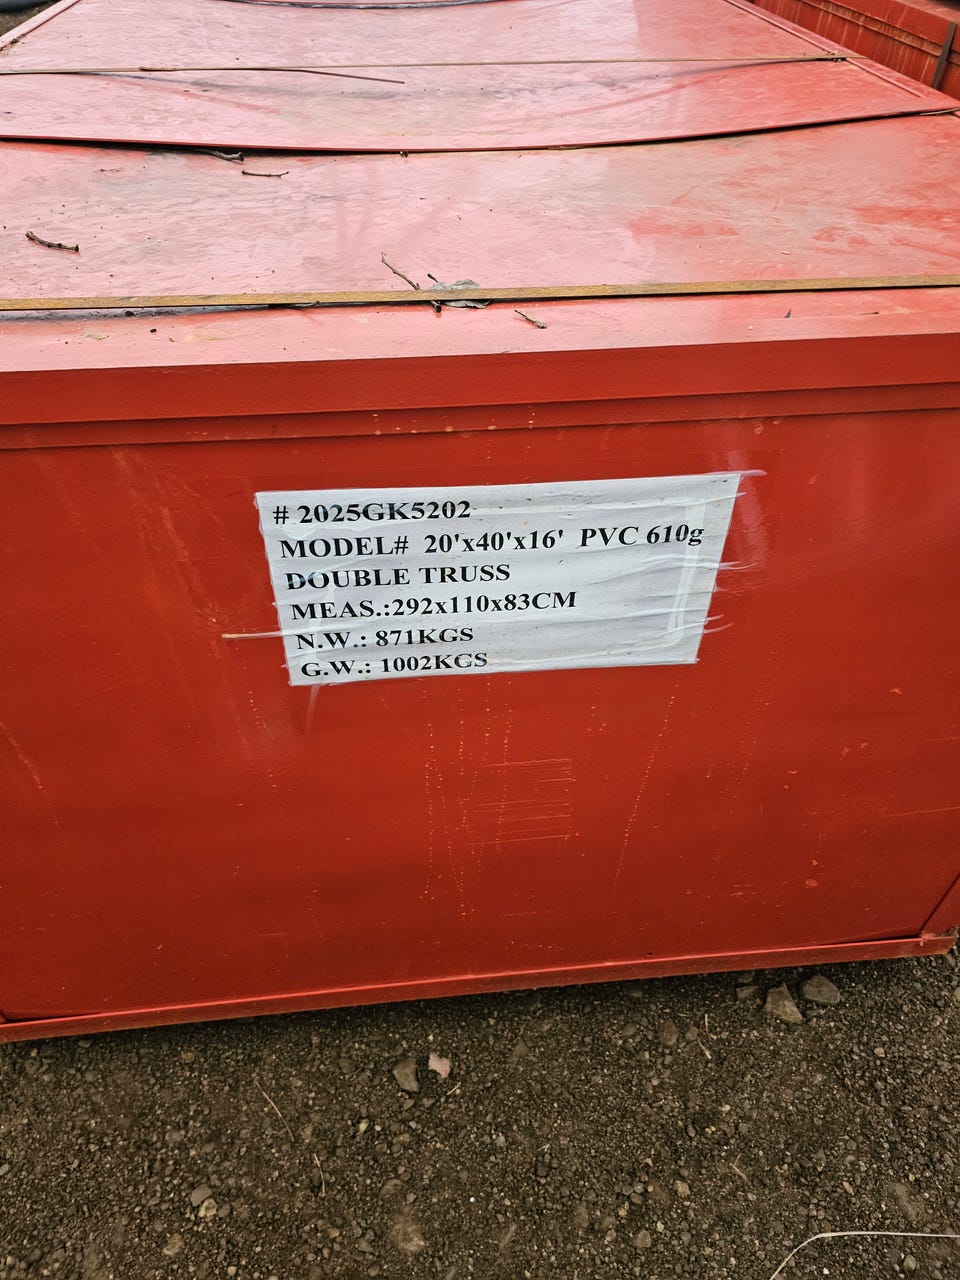 # 2025GK5202
MODEL# 20'x40'x16' PVC 610g
DOUBLE TRUSS
MEAS.:292x110x83CM
N.W.: 871KGS
G.W.: 1002KGS